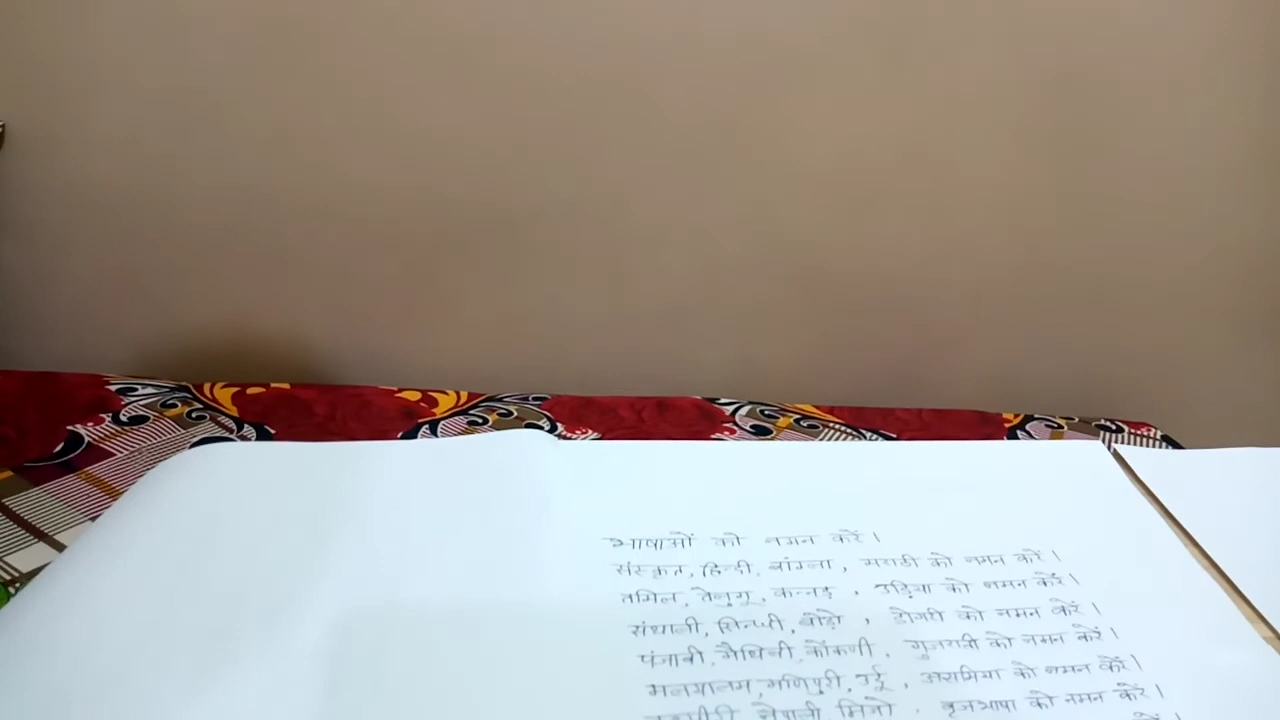 भाषाओं को नमन करें।
संस्कृत, हिन्दी, बांग्ला, मराठी को नमन करें।
तमिल, तेलुगू, कन्नड़, उड़िया को नमन करें।
संथाली, सिन्धी, बोड़ो, डोगरी को नमन करें।
पंजाबी, मैथिली, कोंकणी, गुजराती को नमन करें।
मलयालम, मणिपुरी, उर्दू, असमिया को नमन करें।
नेपाली, मिजो, बृजभाषा को नमन करें।